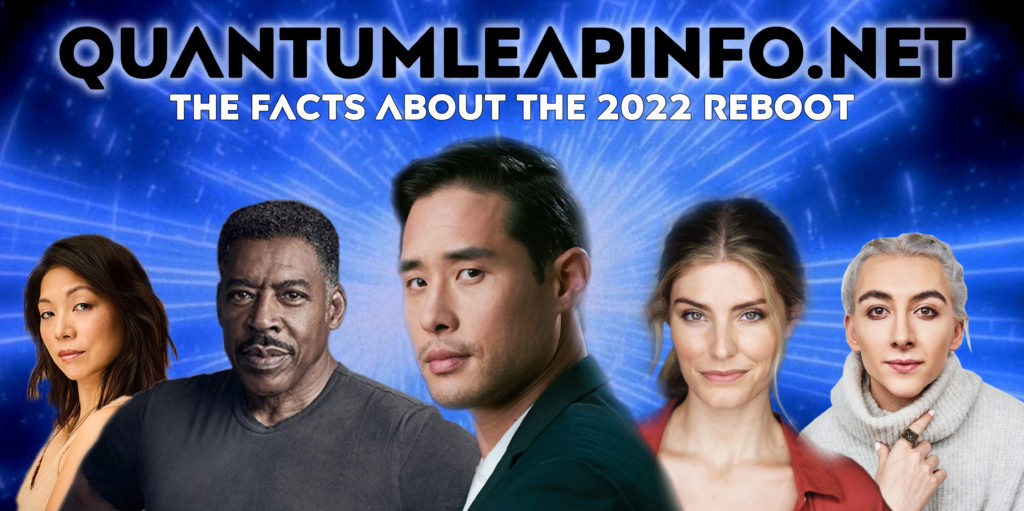 QUANTUMLEAPINFO.NET
THE FACTS ABOUT THE 2022 REBOOT